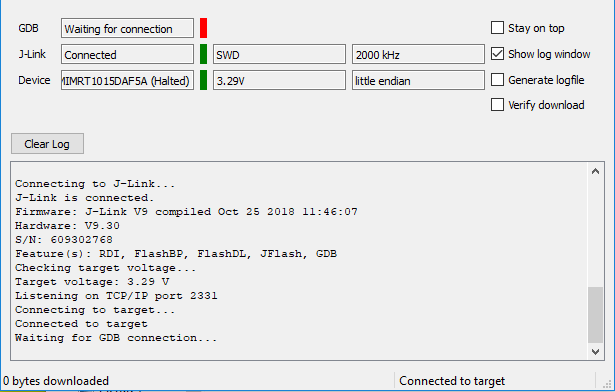 GDB Waiting for connection Stay on top
J-Link Connected SWD 2000 kHz Show log window
Device MIMRT1015DAF5A (Halted) 3.29V little endian Generate logfile
Verify download
Clear Log
Connecting to J-Link...
J-Link is connected.
Firmware: J-Link V9 compiled Oct 25 2018 11:46:07
Hardware: V9.30
S/N: 609302768
Feature(s): RDI, FlashBP, FlashDL, JFlash, GDB
Checking target voltage...
Target voltage: 3.29 V
Listening on TCP/IP port 2331
Connecting to target...
Connected to target
Waiting for GDB connection...
0 bytes downloaded Connected to target